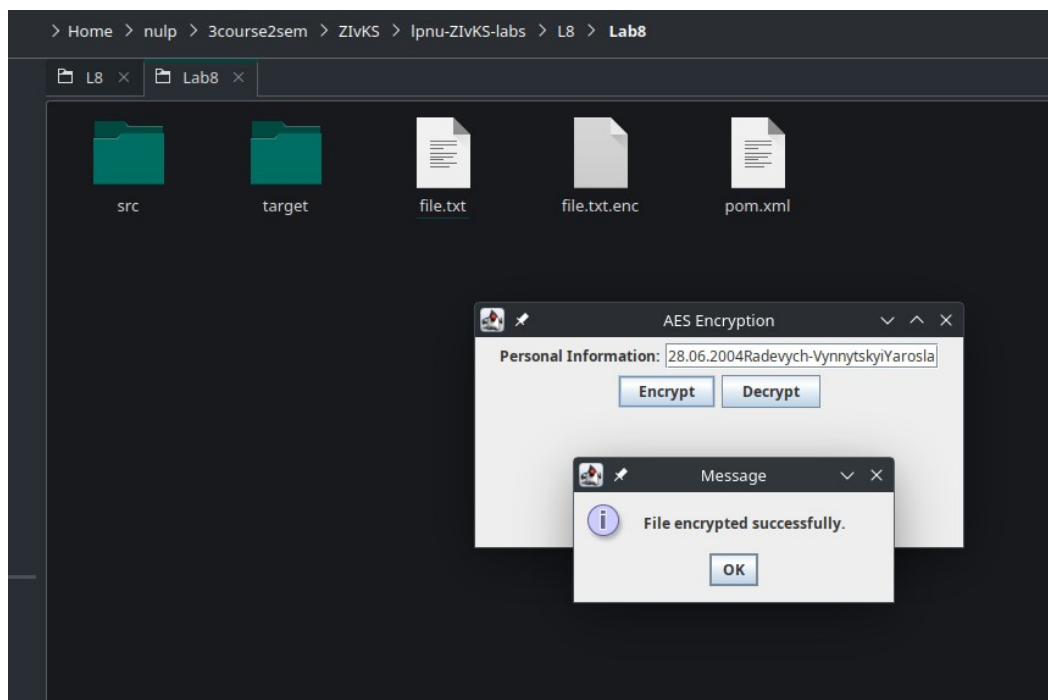 > Home > nulp > 3course2sem > ZIvKS > lpnu-ZIvKS-labs > L8 > Lab8
L8 × Lab8 ×
src target file.txt file.txt.enc pom.xml
AES Encryption
Personal Information: 28.06.2004Radevych-VynnytskyiYarosla
Encrypt Decrypt
Message
i File encrypted successfully.
OK